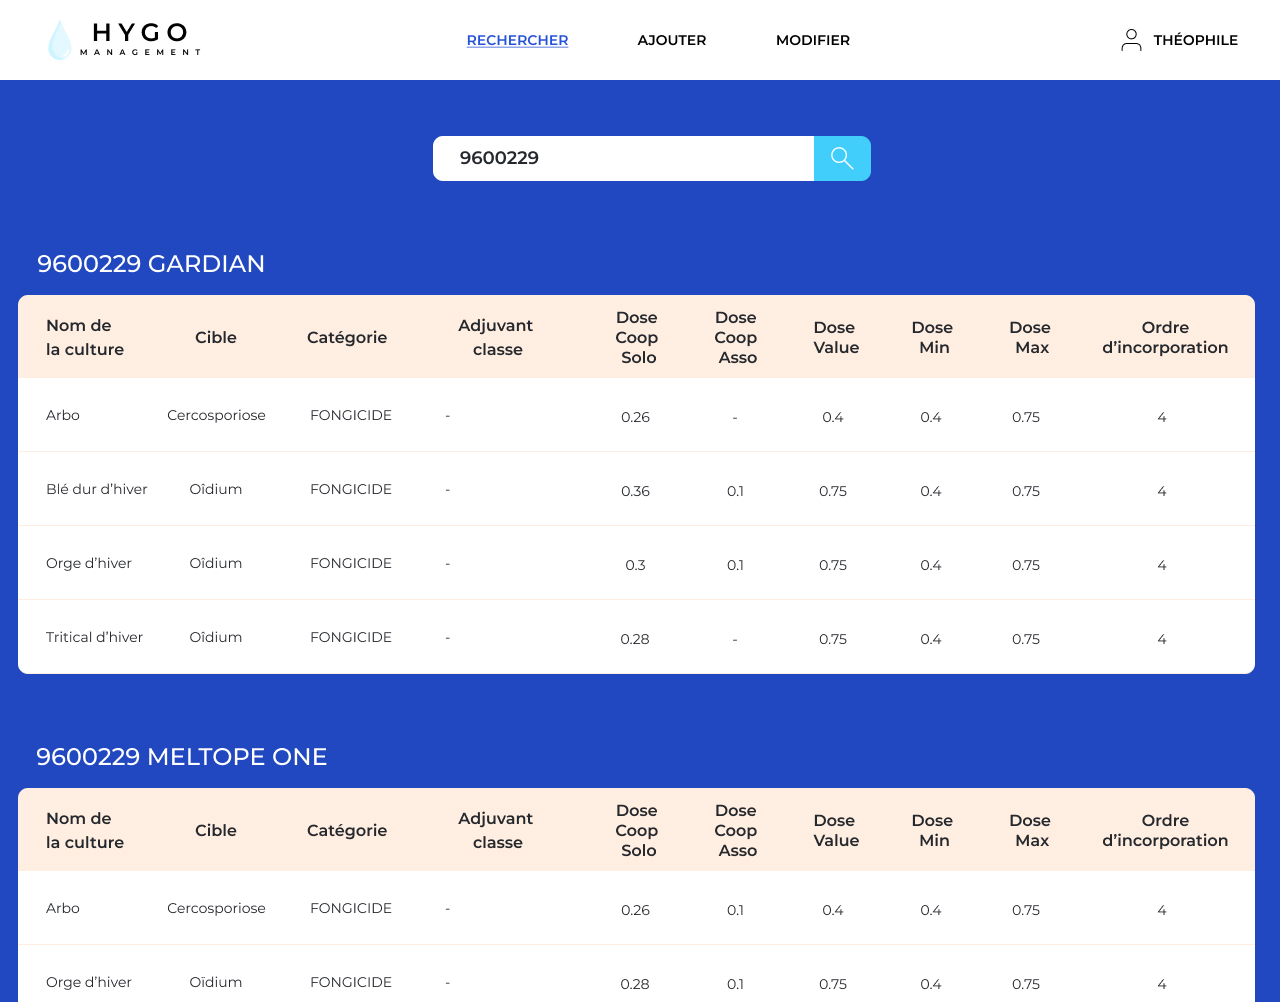 HYGO
MANAGEMENT
RECHERCHER
AJOUTER
MODIFIER
THÉOPHILE
9600229
9600229 GARDIAN
Nom de
la culture
Cible
Catégorie
Adjuvant
classe
Dose
Coop
Solo
Dose
Coop
Asso
Dose
Value
Dose
Min
Dose
Max
Ordre
d’incorporation
Arbo Cercosporiose FONGICIDE - 0.26 - 0.4 0.4 0.75 4
Blé dur d’hiver Oîdium FONGICIDE - 0.36 0.1 0.75 0.4 0.75 4
Orge d’hiver Oîdium FONGICIDE - 0.3 0.1 0.75 0.4 0.75 4
Tritical d’hiver Oîdium FONGICIDE - 0.28 - 0.75 0.4 0.75 4
9600229 MELTOPE ONE
Nom de
la culture
Cible
Catégorie
Adjuvant
classe
Dose
Coop
Solo
Dose
Coop
Asso
Dose
Value
Dose
Min
Dose
Max
Ordre
d’incorporation
Arbo Cercosporiose FONGICIDE - 0.26 0.1 0.4 0.4 0.75 4
Orge d’hiver Oïdium FONGICIDE - 0.28 0.1 0.75 0.4 0.75 4